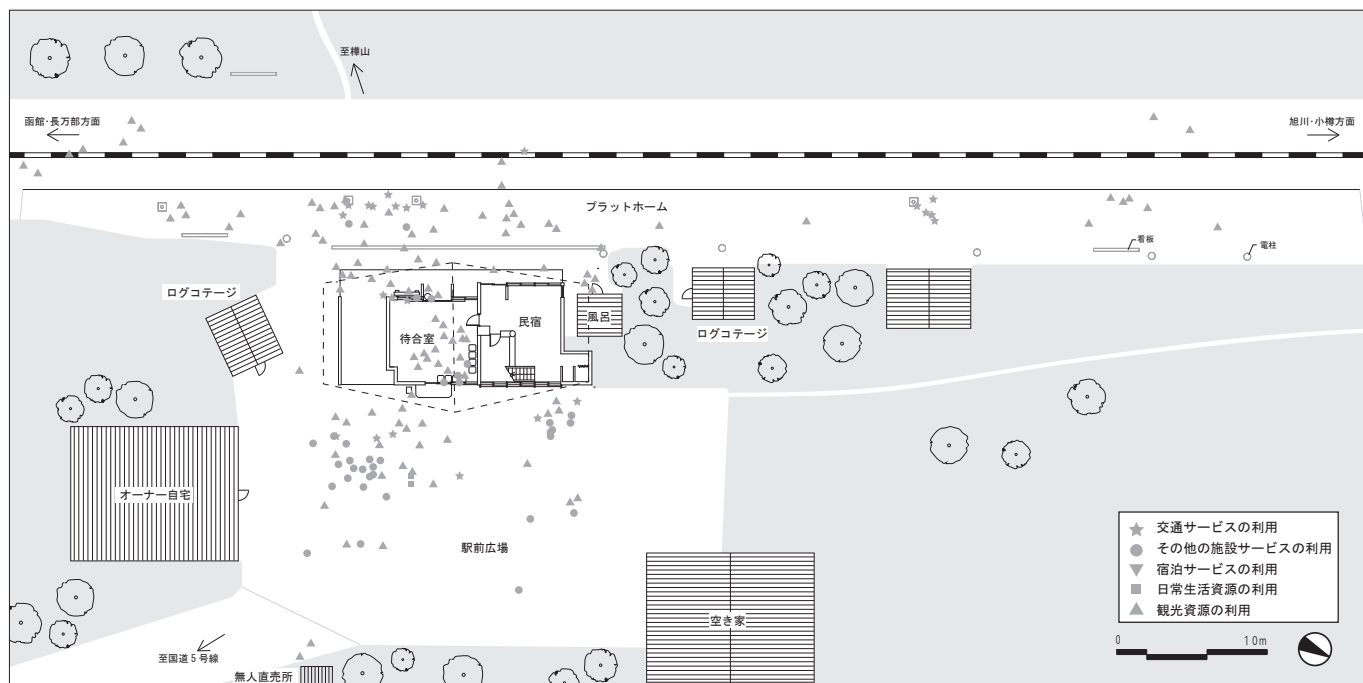 至樺山
函館・長万部方面
旭川・小樽方面
プラットホーム
看板
電柱
ログコテージ
待合室
民宿
風呂
ログコテージ
オーナー自宅
駅前広場
空き家
至国道5号線
無人直売所
交通サービスの利用
その他の施設サービスの利用
宿泊サービスの利用
日常生活資源の利用
観光資源の利用
0 10m